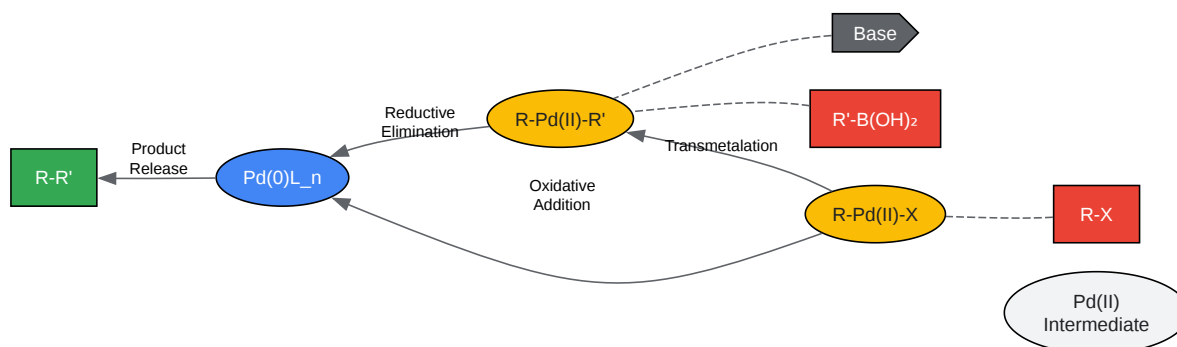 Base
R'-B(OH)₂
R-Pd(II)-R'
Reductive
Elimination
Transmetalation
Product
Release
R-R'
Pd(0)L_n
Oxidative
Addition
R-Pd(II)-X
R-X
Pd(II)
Intermediate